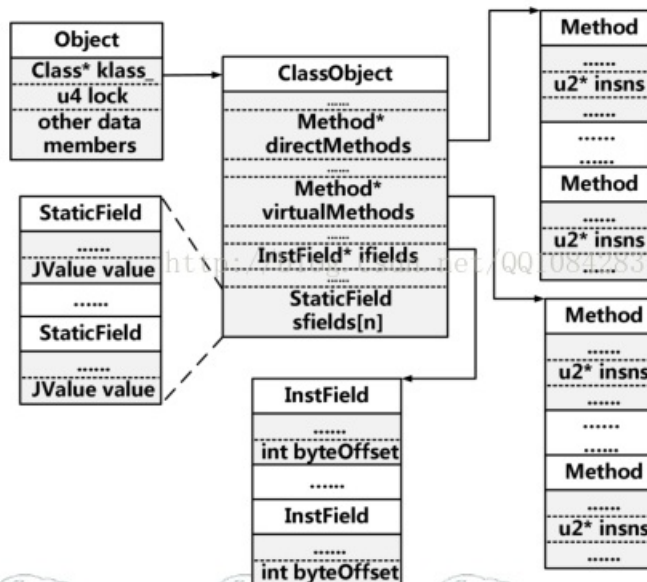 Object
Class* klass_
u4 lock
other data
members
ClassObject
......
Method*
directMethods
......
Method*
virtualMethods
......
InstField* ifields
......
StaticField
sfields[n]
StaticField
......
JValue value
......
StaticField
......
JValue value
InstField
......
int byteOffset
......
InstField
......
int byteOffset
Method
......
u2* insns
......
......
......
Method
......
u2* insns
......
Method
......
u2* insns
......
......
......
Method
......
u2* insns
......